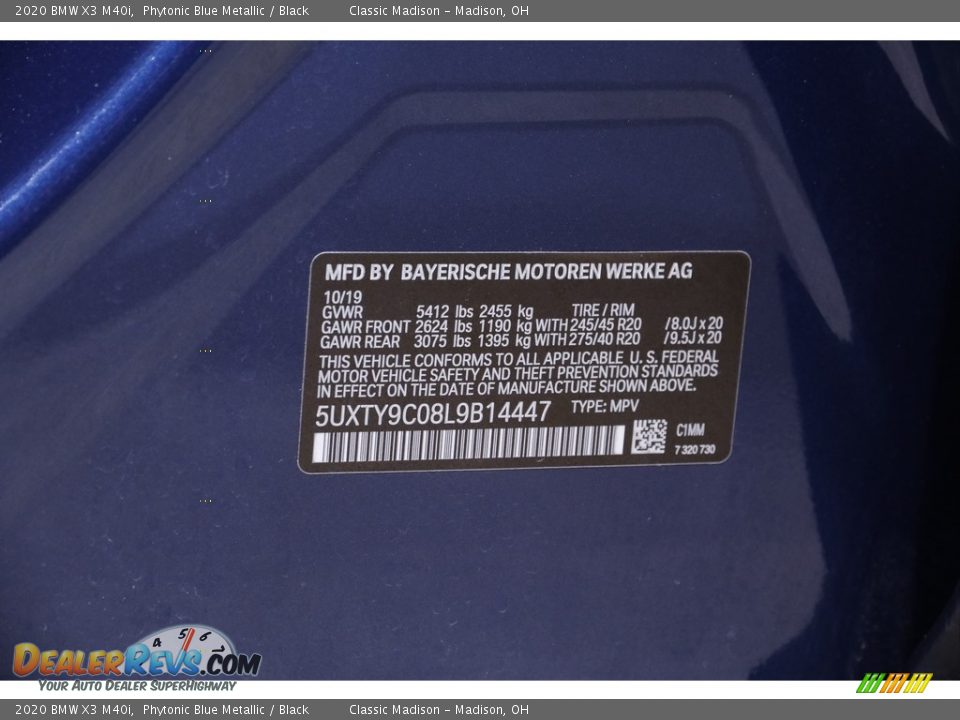 2020 BMW X3 M40i, Phytonic Blue Metallic / Black Classic Madison - Madison, OH
MFD BY BAYERISCHE MOTOREN WERKE AG
10/19
GVWR 5412 lbs 2455 kg TIRE / RIM
GAWR FRONT 2624 lbs 1190 kg WITH 245/45 R20 /8.0J x 20
GAWR REAR 3075 lbs 1395 kg WITH 275/40 R20 /9.5J x 20
THIS VEHICLE CONFORMS TO ALL APPLICABLE U. S. FEDERAL
MOTOR VEHICLE SAFETY AND THEFT PREVENTION STANDARDS
IN EFFECT ON THE DATE OF MANUFACTURE SHOWN ABOVE.
5UXTY9C08L9B14447 TYPE: MPV
C1MM
7 320 730
4 5 6 7
DEALERREVS.COM
YOUR AUTO DEALER SUPERHIGHWAY
2020 BMW X3 M40i, Phytonic Blue Metallic / Black Classic Madison - Madison, OH